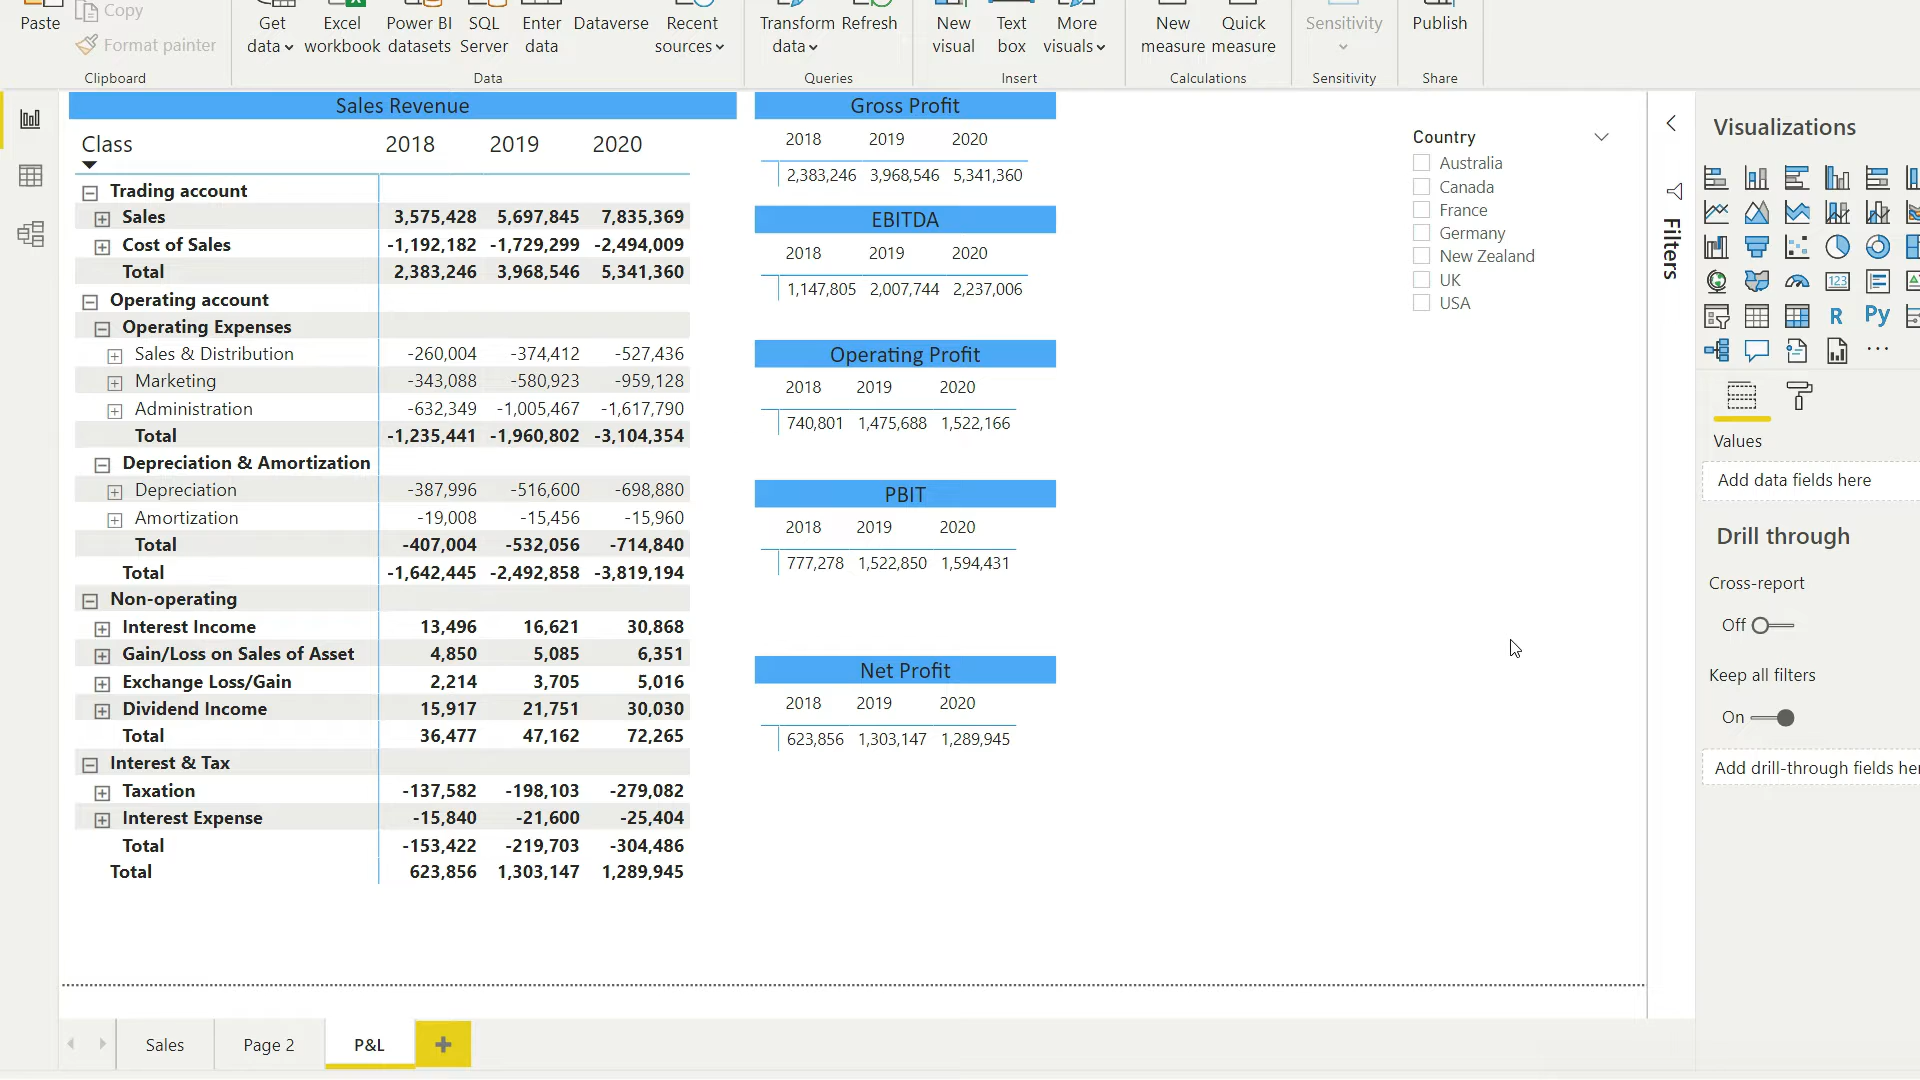 Paste
Copy
Format painter
Clipboard
Get data
Excel workbook
Power BI datasets
SQL Server
Enter data
Dataverse
Recent sources
Data
Transform data
Refresh
Queries
New visual
Text box
More visuals
Insert
New measure
Quick measure
Calculations
Sensitivity
Sensitivity
Publish
Share
Sales Revenue
Class 2018 2019 2020
Trading account
Sales 3,575,428 5,697,845 7,835,369
Cost of Sales -1,192,182 -1,729,299 -2,494,009
Total 2,383,246 3,968,546 5,341,360
Operating account
Operating Expenses
Sales & Distribution -260,004 -374,412 -527,436
Marketing -343,088 -580,923 -959,128
Administration -632,349 -1,005,467 -1,617,790
Total -1,235,441 -1,960,802 -3,104,354
Depreciation & Amortization
Depreciation -387,996 -516,600 -698,880
Amortization -19,008 -15,456 -15,960
Total -407,004 -532,056 -714,840
Total -1,642,445 -2,492,858 -3,819,194
Non-operating
Interest Income 13,496 16,621 30,868
Gain/Loss on Sales of Asset 4,850 5,085 6,351
Exchange Loss/Gain 2,214 3,705 5,016
Dividend Income 15,917 21,751 30,030
Total 36,477 47,162 72,265
Interest & Tax
Taxation -137,582 -198,103 -279,082
Interest Expense -15,840 -21,600 -25,404
Total -153,422 -219,703 -304,486
Total 623,856 1,303,147 1,289,945
Gross Profit
2018 2019 2020
2,383,246 3,968,546 5,341,360
EBITDA
2018 2019 2020
1,147,805 2,007,744 2,237,006
Operating Profit
2018 2019 2020
740,801 1,475,688 1,522,166
PBIT
2018 2019 2020
777,278 1,522,850 1,594,431
Net Profit
2018 2019 2020
623,856 1,303,147 1,289,945
Country
Australia
Canada
France
Germany
New Zealand
UK
USA
Filters
Visualizations
123
R Py
Values
Add data fields here
Drill through
Cross-report
Off
Keep all filters
On
Add drill-through fields her
Sales
Page 2
P&L